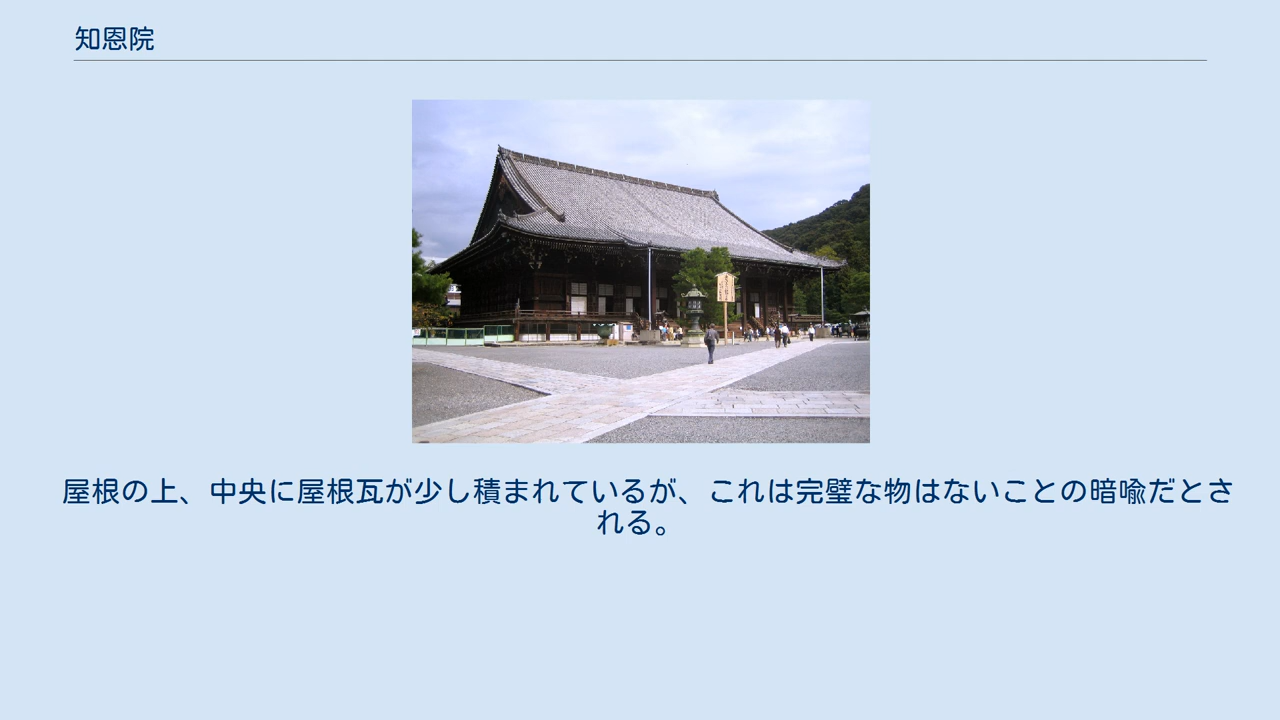 知恩院
屋根の上、中央に屋根瓦が少し積まれているが、これは完璧な物はないことの暗喩だとさ
れる。